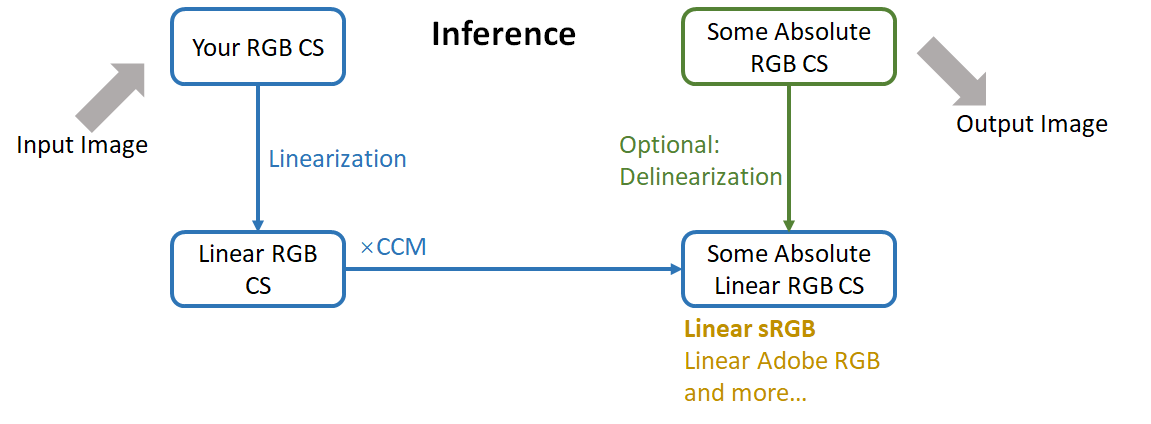 Inference
Your RGB CS
Some Absolute
RGB CS
Input Image
Output Image
Linearization
Optional:
Delinearization
Linear RGB
CS
×CCM
Some Absolute
Linear RGB CS
Linear sRGB
Linear Adobe RGB
and more...